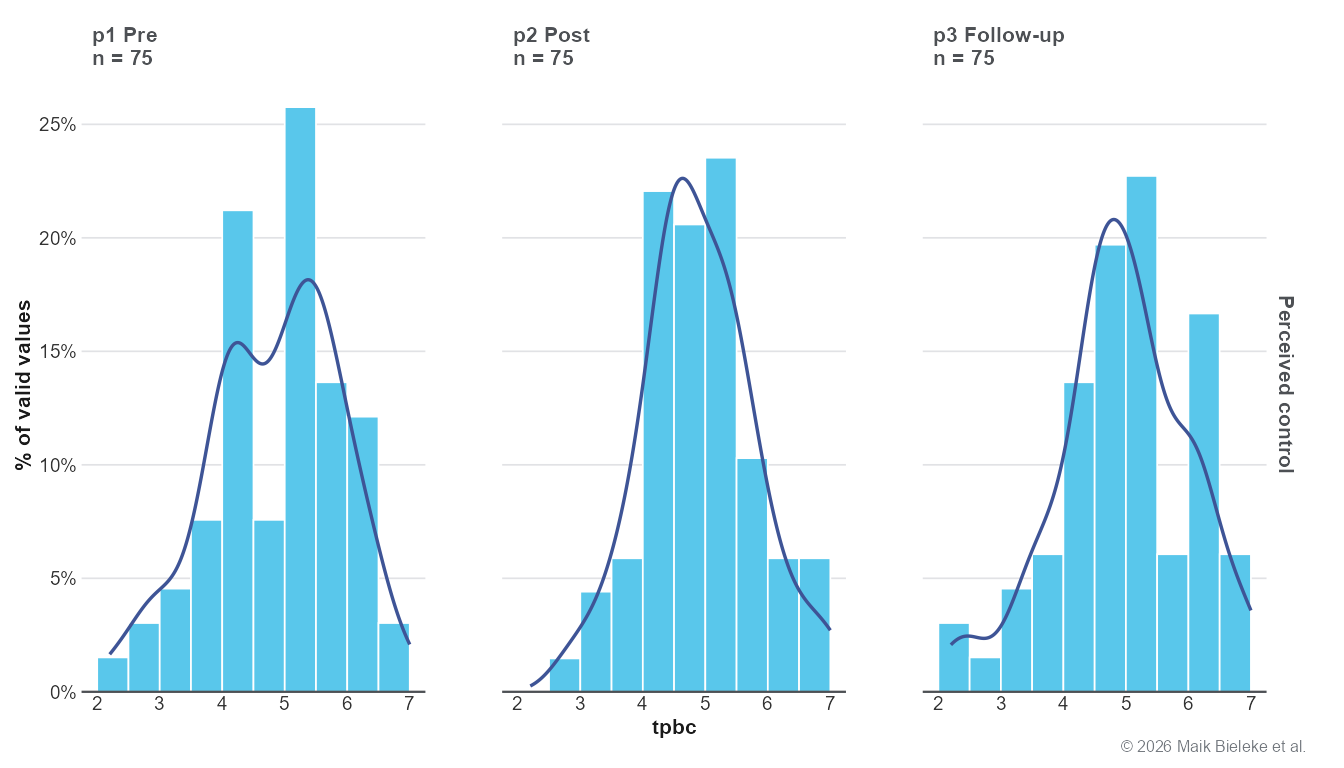 p1 Pre
n = 75
p2 Post
n = 75
p3 Follow-up
n = 75
% of valid values
25%
20%
15%
10%
5%
0%
2 3 4 5 6 7
2 3 4 5 6 7
2 3 4 5 6 7
Perceived control
tpbc
© 2026 Maik Bieleke et al.